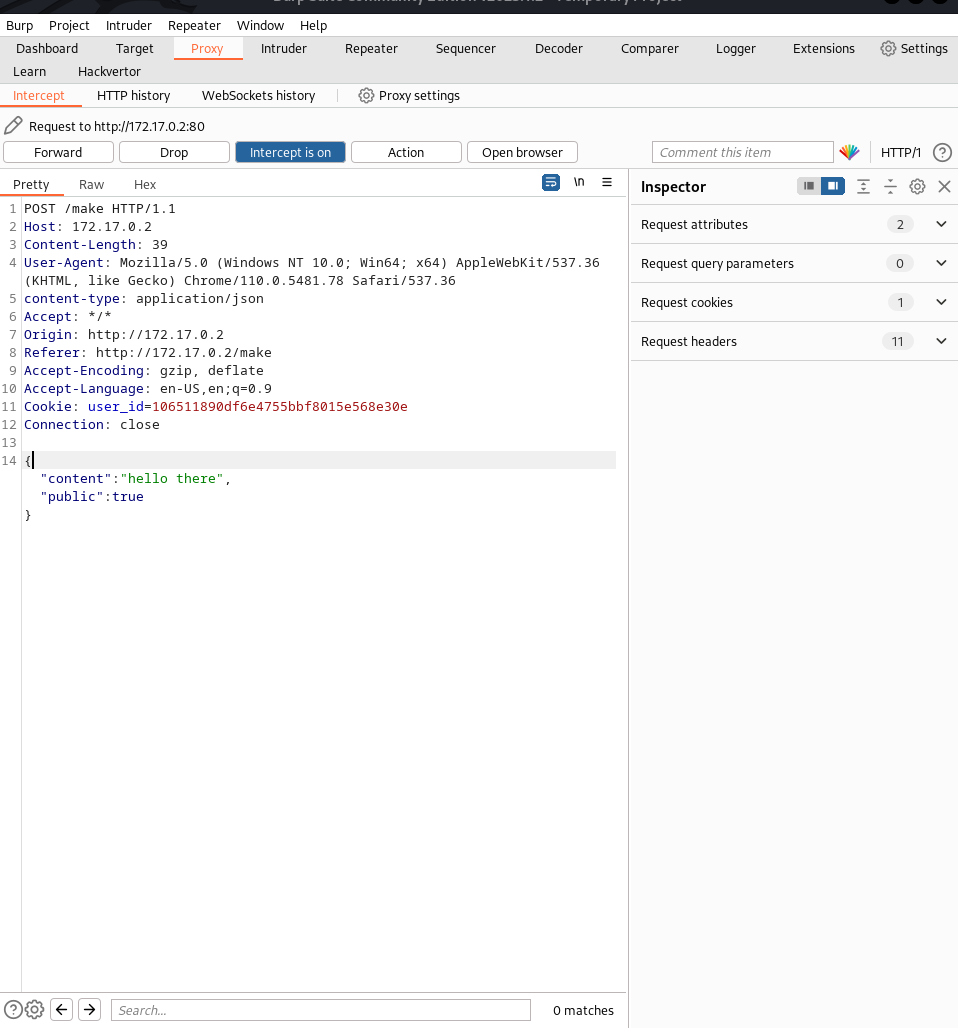 Burp Project Intruder Repeater Window Help
Dashboard Target Proxy Intruder Repeater Sequencer Decoder Comparer Logger Extensions Settings
Learn Hackvertor
Intercept HTTP history WebSockets history Proxy settings
Request to http://172.17.0.2:80
Forward Drop Intercept is on Action Open browser Comment this item HTTP/1 ?
Pretty Raw Hex \n
1 POST /make HTTP/1.1
2 Host: 172.17.0.2
3 Content-Length: 39
4 User-Agent: Mozilla/5.0 (Windows NT 10.0; Win64; x64) AppleWebKit/537.36
(KHTML, like Gecko) Chrome/110.0.5481.78 Safari/537.36
5 content-type: application/json
6 Accept: */*
7 Origin: http://172.17.0.2
8 Referer: http://172.17.0.2/make
9 Accept-Encoding: gzip, deflate
10 Accept-Language: en-US,en;q=0.9
11 Cookie: user_id=106511890df6e4755bbf8015e568e30e
12 Connection: close
13
14 {
"content":"hello there",
"public":true
}
Inspector
Request attributes 2
Request query parameters 0
Request cookies 1
Request headers 11
? Search... 0 matches